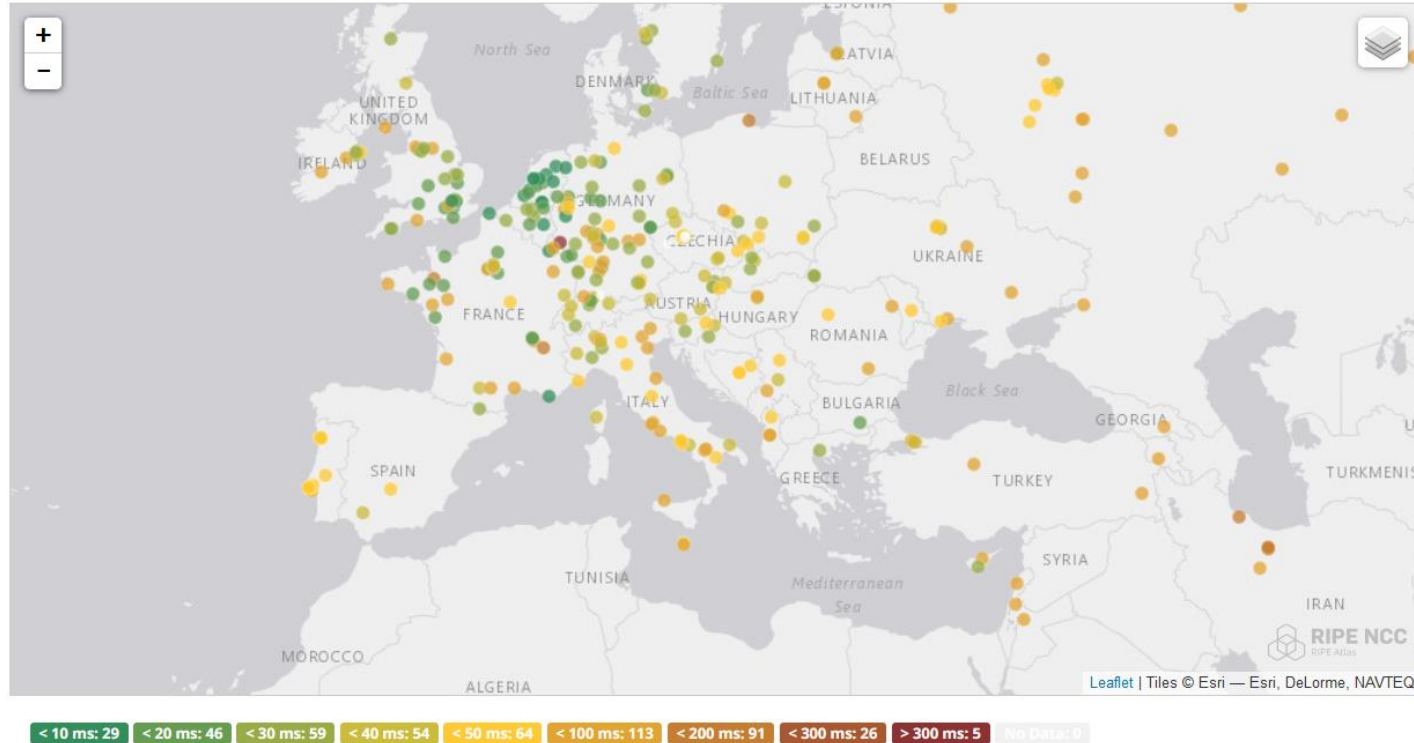 ESTONIA
+
−
North Sea
LATVIA
DENMARK
Baltic Sea
LITHUANIA
UNITED
KINGDOM
BELARUS
IRELAND
GERMANY
CZECHIA
UKRAINE
AUSTRIA
FRANCE
HUNGARY
ROMANIA
Black Sea
ITALY
BULGARIA
GEORGIA
SPAIN
GREECE
TURKEY
TURKMENIS
SYRIA
TUNISIA
Mediterranean
Sea
IRAN
RIPE NCC
RIPE Atlas
MOROCCO
ALGERIA
Leaflet | Tiles © Esri — Esri, DeLorme, NAVTEQ
< 10 ms: 29 < 20 ms: 46 < 30 ms: 59 < 40 ms: 54 < 50 ms: 64 < 100 ms: 113 < 200 ms: 91 < 300 ms: 26 > 300 ms: 5 No Data: 0